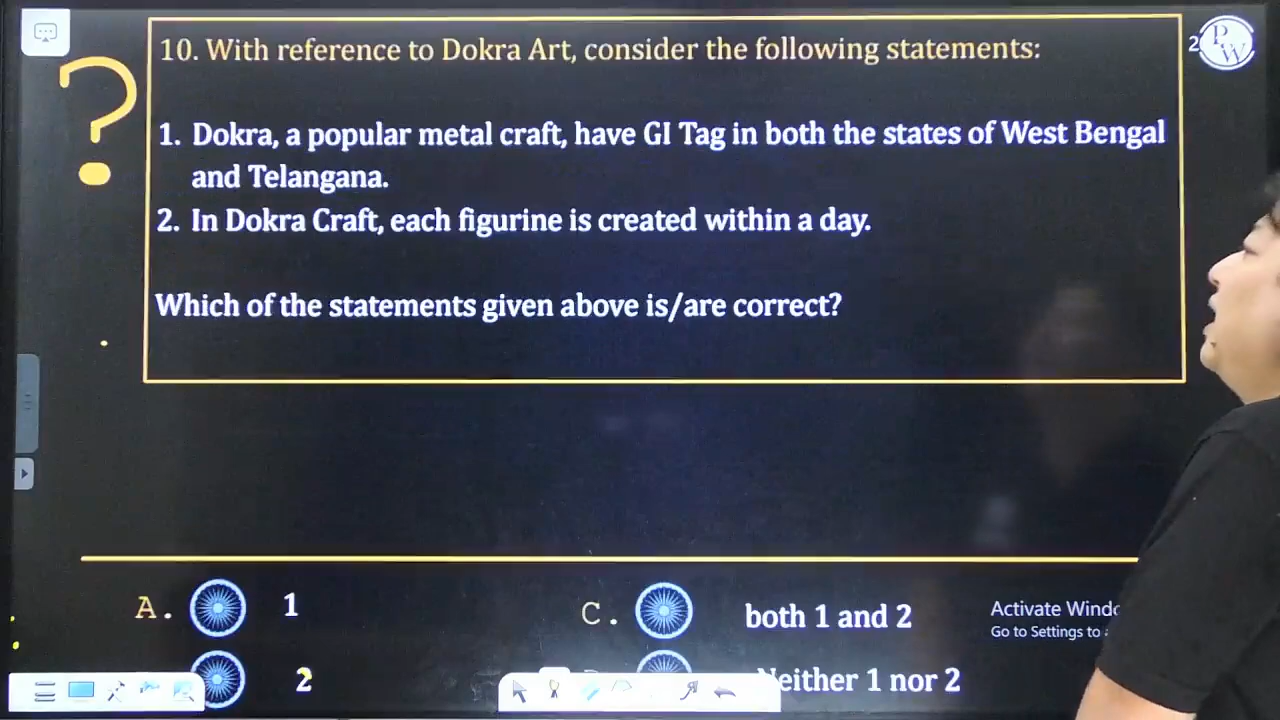 10. With reference to Dokra Art, consider the following statements:
2
PW
?
1. Dokra, a popular metal craft, have GI Tag in both the states of West Bengal
and Telangana.
2. In Dokra Craft, each figurine is created within a day.
Which of the statements given above is/are correct?
A. 1
C. both 1 and 2
Activate Windo
Go to Settings to
2
Neither 1 nor 2